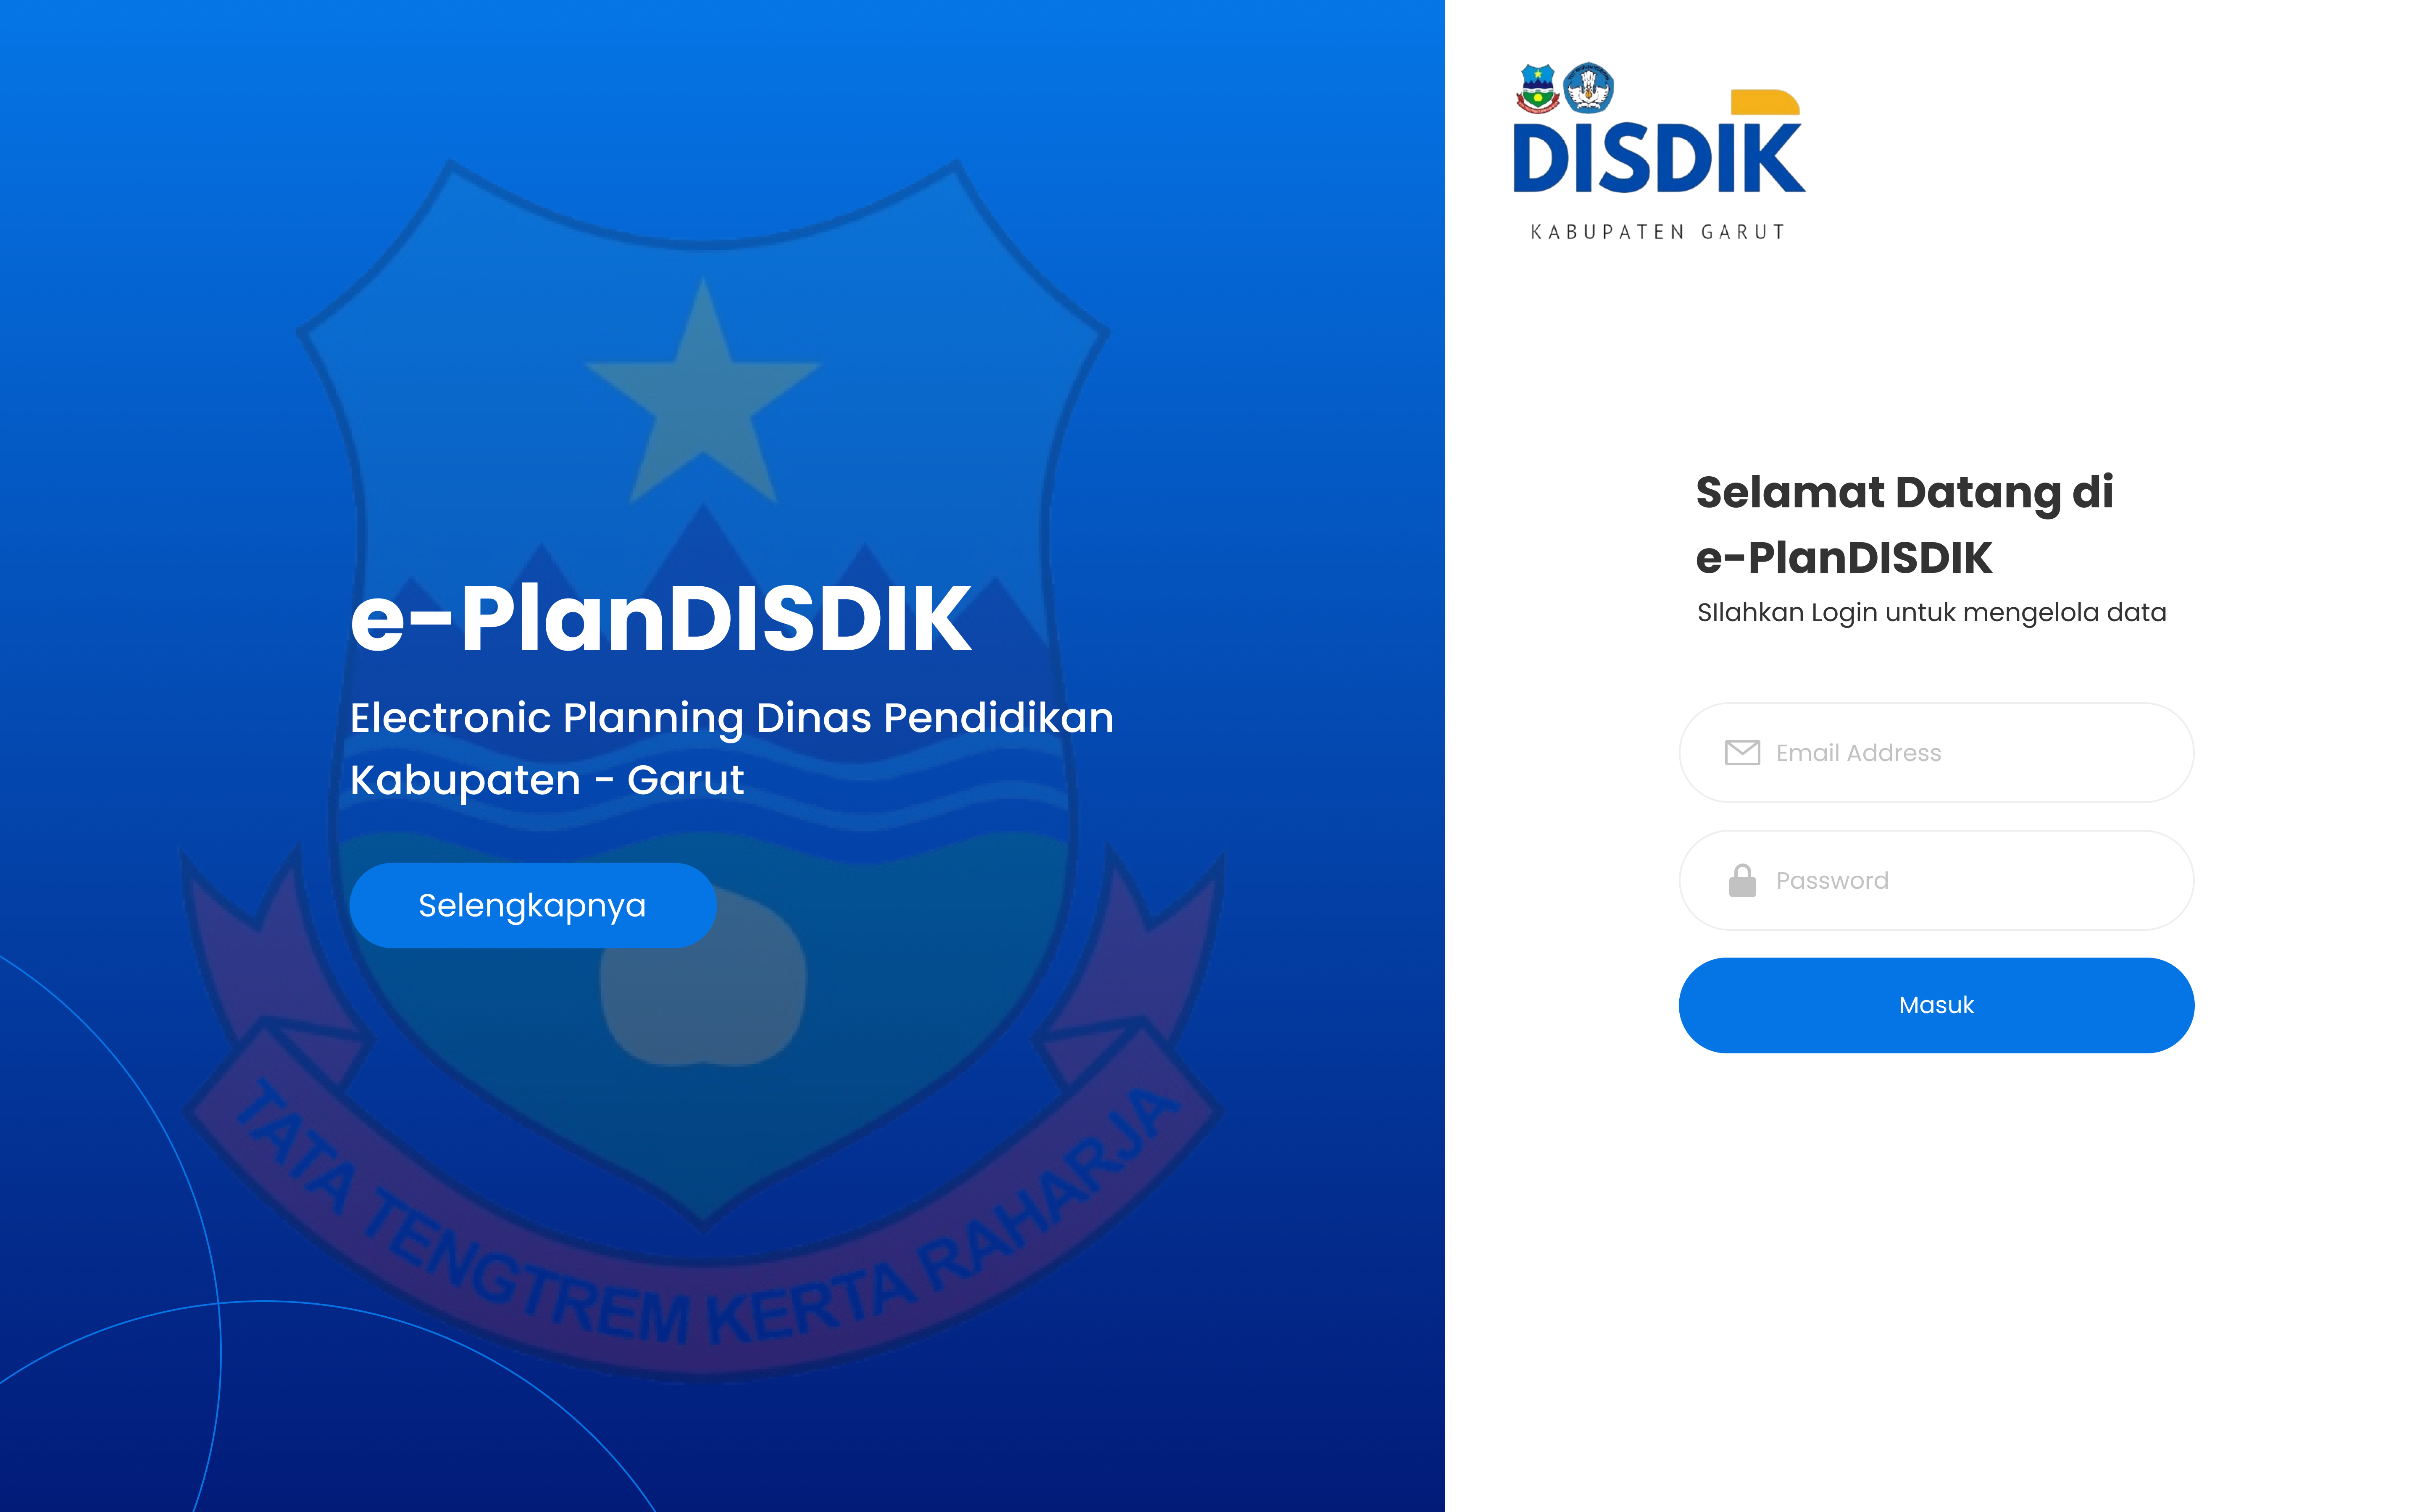 e-PlanDISDIK
Electronic Planning Dinas Pendidikan
Kabupaten - Garut
Selengkapnya
TATA TENGTREM KERTA RAHARJA
DISDIK
KABUPATEN GARUT
Selamat Datang di
e-PlanDISDIK
SIlahkan Login untuk mengelola data
Email Address
Password
Masuk